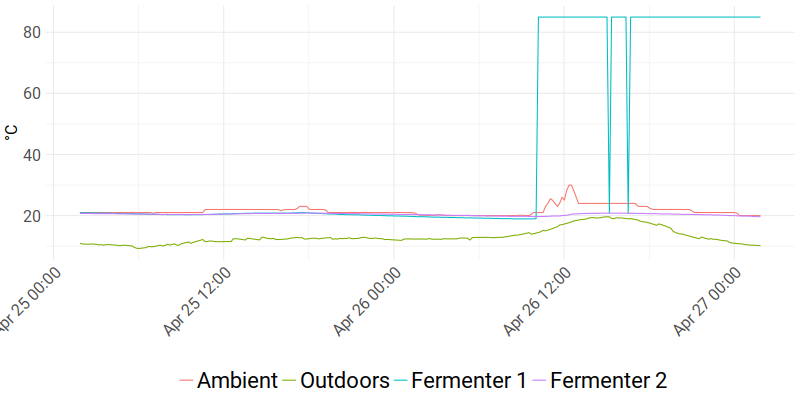 80
60
°C
40
20
Apr 25 00:00
Apr 25 12:00
Apr 26 00:00
Apr 26 12:00
Apr 27 00:00
Ambient Outdoors Fermenter 1 Fermenter 2